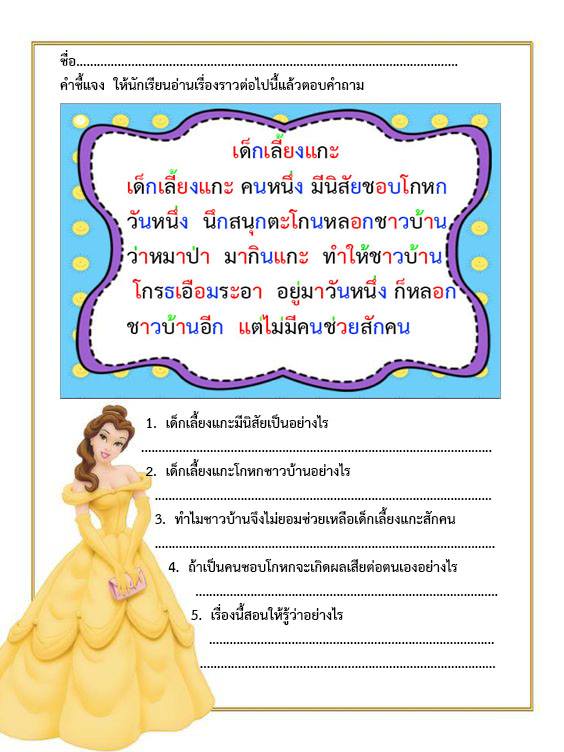 ชื่อ..............................................................................................................
คำชี้แจง ให้นักเรียนอ่านเรื่องราวต่อไปนี้แล้วตอบคำถาม
เด็กเลี้ยงแกะ
เด็กเลี้ยงแกะ คนหนึ่ง มีนิสัยชอบโกหก
วันหนึ่ง นึกสนุกตะโกนหลอกชาวบ้าน
ว่าหมาป่า มากินแกะ ทำให้ชาวบ้าน
โกรธเอือมระอา อยู่มาวันหนึ่ง ก็หลอก
ชาวบ้านอีก แต่ไม่มีคนช่วยสักคน
1. เด็กเลี้ยงแกะมีนิสัยเป็นอย่างไร
.....................................................................................................
2. เด็กเลี้ยงแกะโกหกชาวบ้านอย่างไร
.................................................................................................
3. ทำไมชาวบ้านจึงไม่ยอมช่วยเหลือเด็กเลี้ยงแกะสักคน
..................................................................................................
4. ถ้าเป็นคนชอบโกหกจะเกิดผลเสียต่อตนเองอย่างไร
.......................................................................................
5. เรื่องนี้สอนให้รู้ว่าอย่างไร
..................................................................................
.....................................................................................